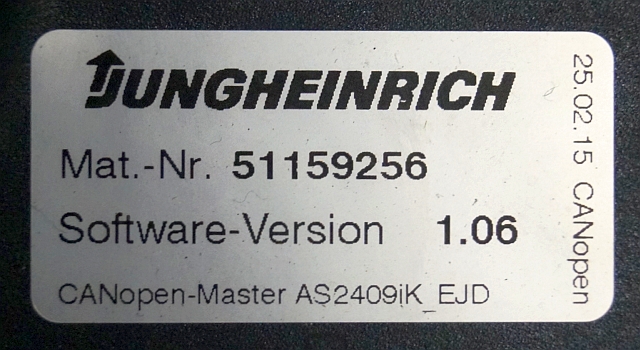 JUNGHEINRICH
Mat.-Nr. 51159256
Software-Version 1.06
CANopen-Master AS2409iK_EJD
25.02.15 CANopen